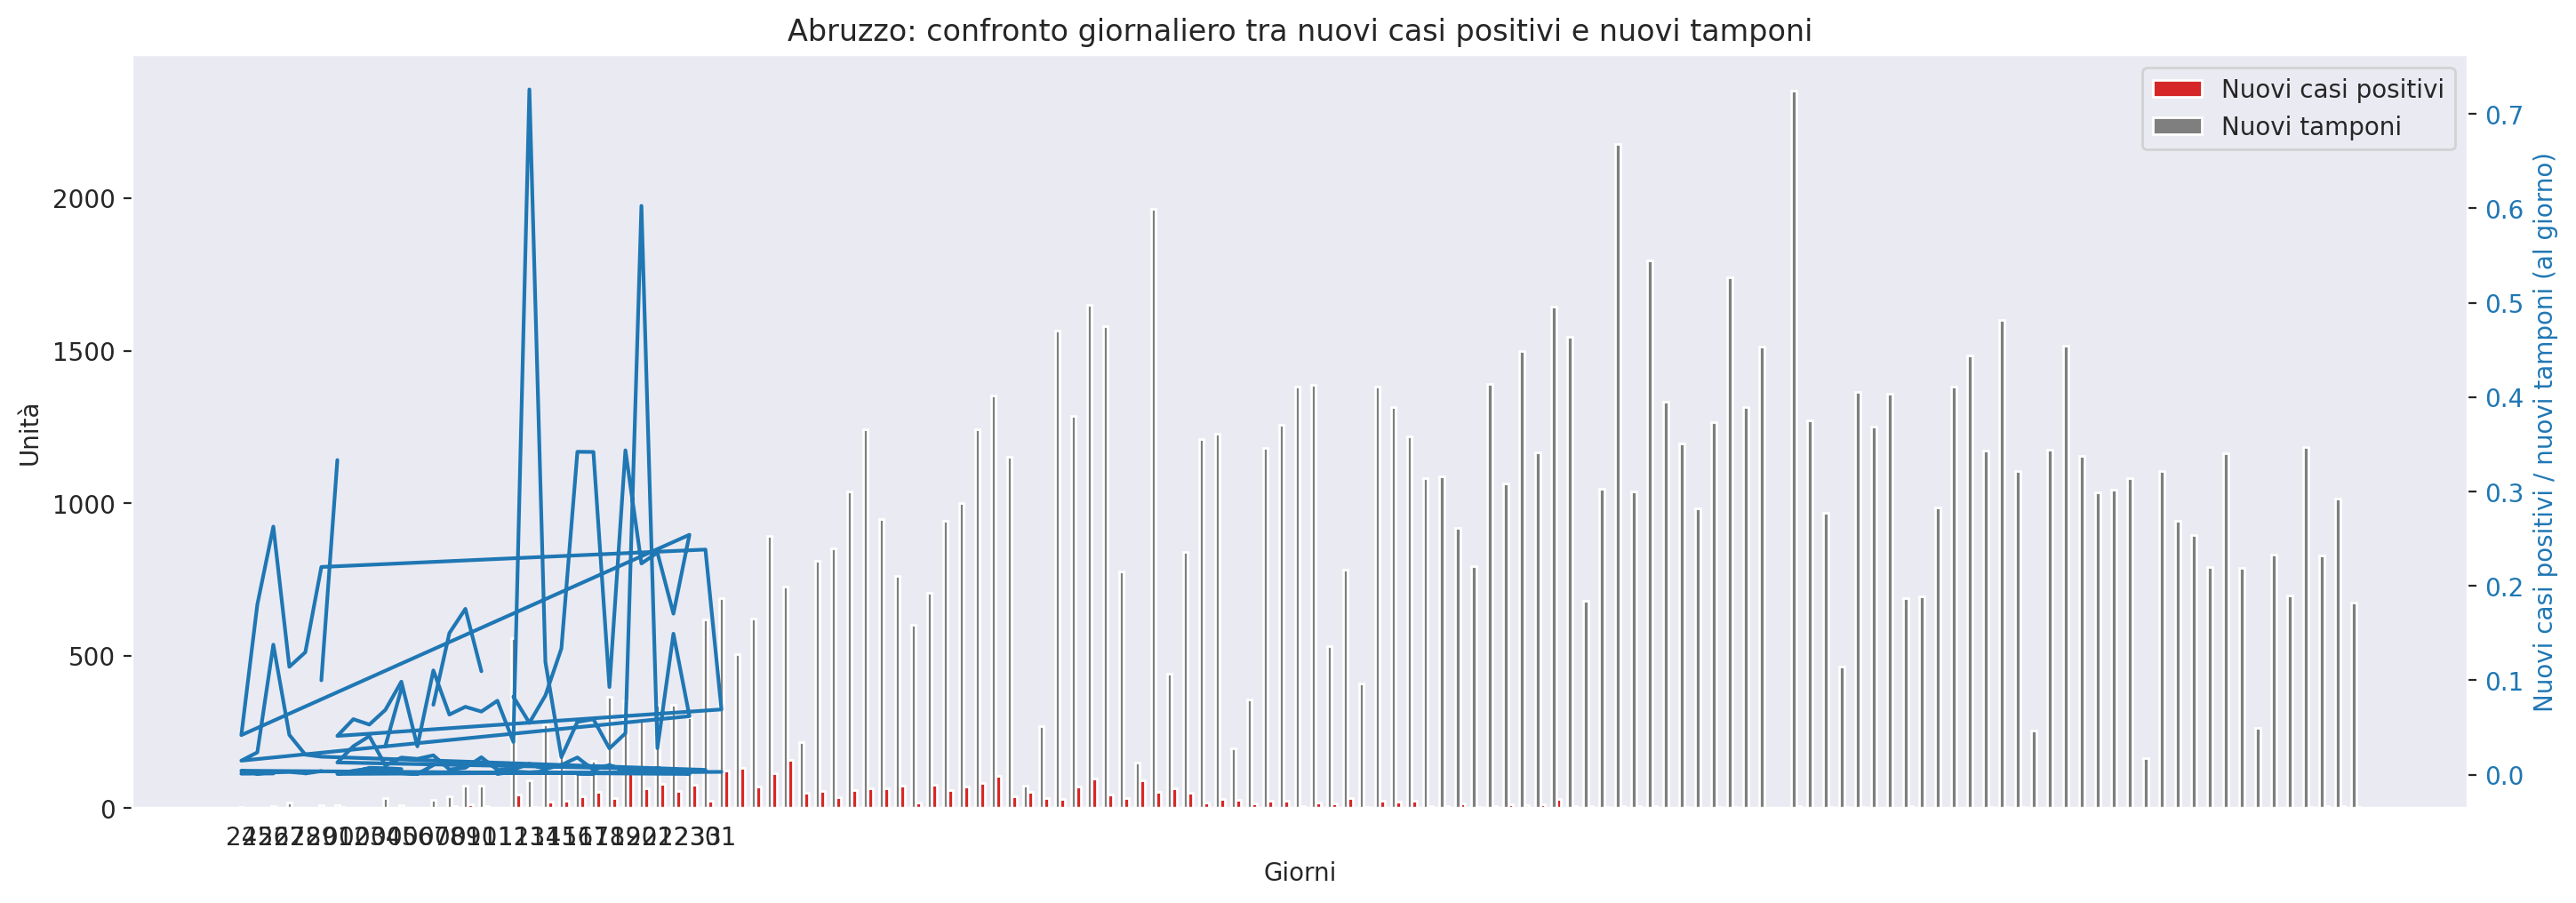 Abruzzo: confronto giornaliero tra nuovi casi positivi e nuovi tamponi
Nuovi casi positivi
Nuovi tamponi
Unità
2000
1500
1000
500
0
0.7
0.6
0.5
0.4
0.3
0.2
0.1
0.0
Nuovi casi positivi / nuovi tamponi (al giorno)
Giorni